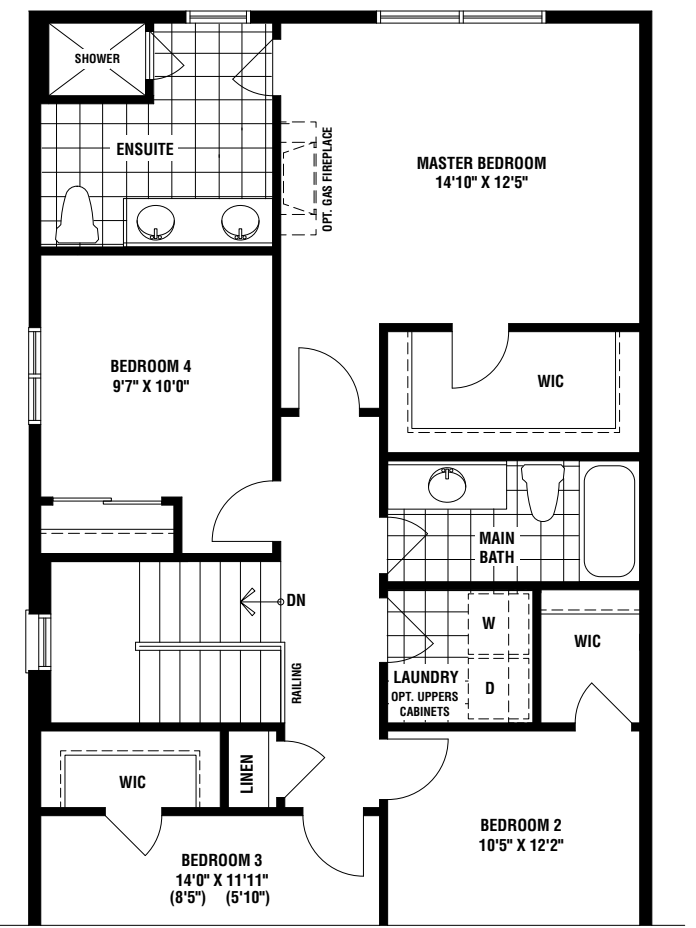 SHOWER
ENSUITE
OPT. GAS FIREPLACE
MASTER BEDROOM
14'10" X 12'5"
BEDROOM 4
9'7" X 10'0"
WIC
MAIN
BATH
DN
RAILING
W
D
LAUNDRY
OPT. UPPERS
CABINETS
WIC
WIC
LINEN
BEDROOM 2
10'5" X 12'2"
BEDROOM 3
14'0" X 11'11"
(8'5") (5'10")